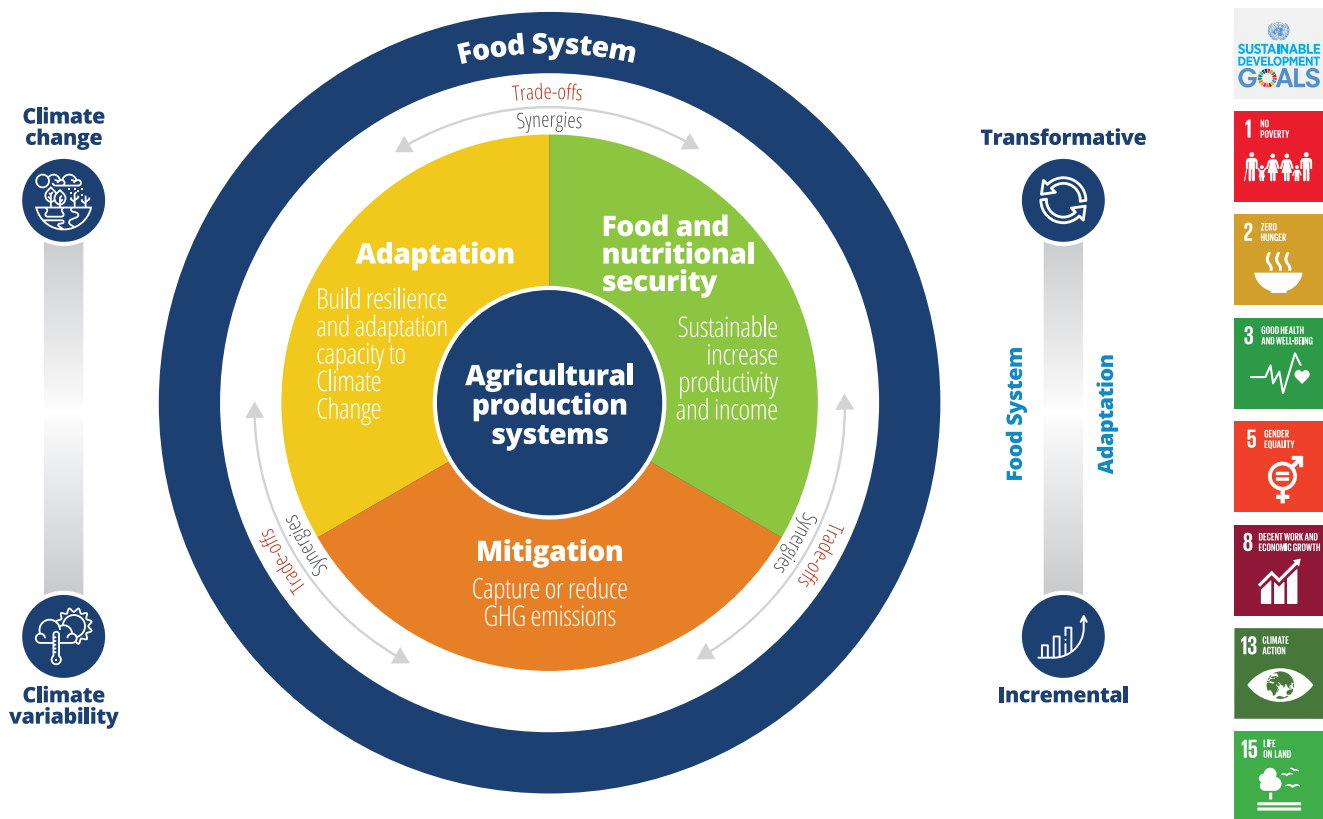 Food System
Trade-offs
Synergies
Climate
change
Climate
variability
Adaptation
Build resilience
and adaptation
capacity to
Climate
Change
Food and
nutritional
security
Sustainable
increase
productivity
and income
Agricultural
production
systems
Mitigation
Capture or reduce
GHG emissions
Synergies
Trade-offs
Synergies
Trade-offs
Transformative
Food System
Adaptation
Incremental
SUSTAINABLE
DEVELOPMENT
GOALS
1 NO
POVERTY
2 ZERO
HUNGER
3 GOOD HEALTH
AND WELL-BEING
5 GENDER
EQUALITY
8 DECENT WORK AND
ECONOMIC GROWTH
13 CLIMATE
ACTION
15 LIFE
ON LAND